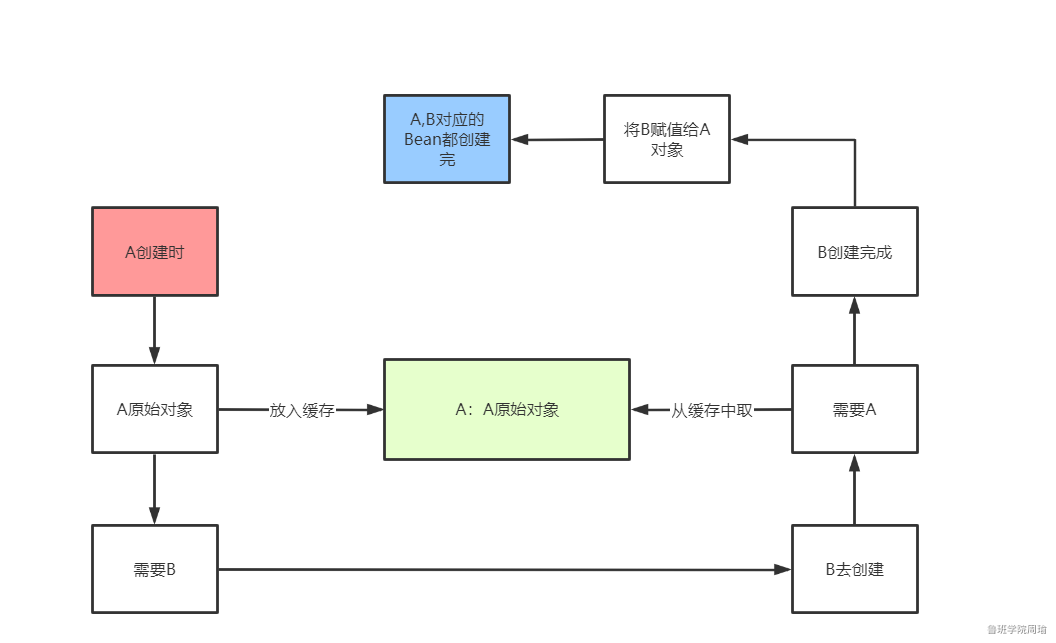 A,B对应的
Bean都创建
完
将B赋值给A
对象
A创建时
B创建完成
A原始对象
放入缓存
A：A原始对象
从缓存中取
需要A
需要B
B去创建
鲁班学院周瑜